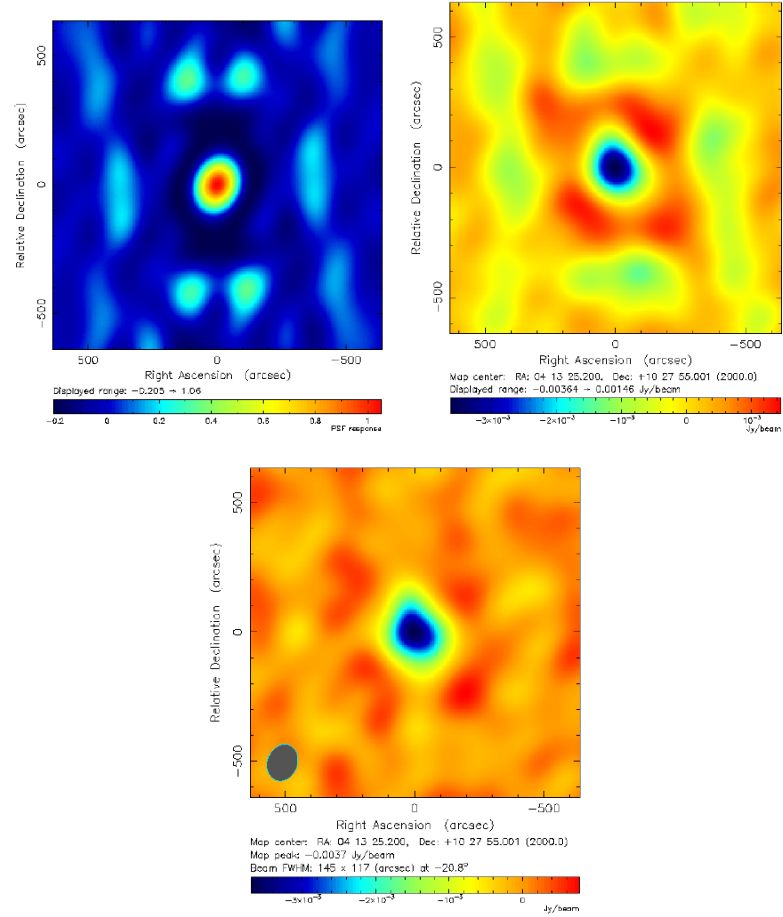 500
0
−500
Relative Declination (arcsec)
500 0 −500
Right Ascension (arcsec)
Displayed range: −0.205 → 1.06
−0.2 0 0.2 0.4 0.6 0.8 1
PSF response
500
0
−500
Relative Declination (arcsec)
500 0 −500
Right Ascension (arcsec)
Map center: RA: 04 13 25.200, Dec: +10 27 55.001 (2000.0)
Displayed range: −0.00364 → 0.00146 Jy/beam
−3×10⁻³ −2×10⁻³ −10⁻³ 0 10⁻³
Jy/beam
500
0
−500
Relative Declination (arcsec)
500 0 −500
Right Ascension (arcsec)
Map center: RA: 04 13 25.200, Dec: +10 27 55.001 (2000.0)
Map peak: −0.0037 Jy/beam
Beam FWHM: 145 x 117 (arcsec) at −20.8°
−3×10⁻³ −2×10⁻³ −10⁻³ 0
Jy/beam